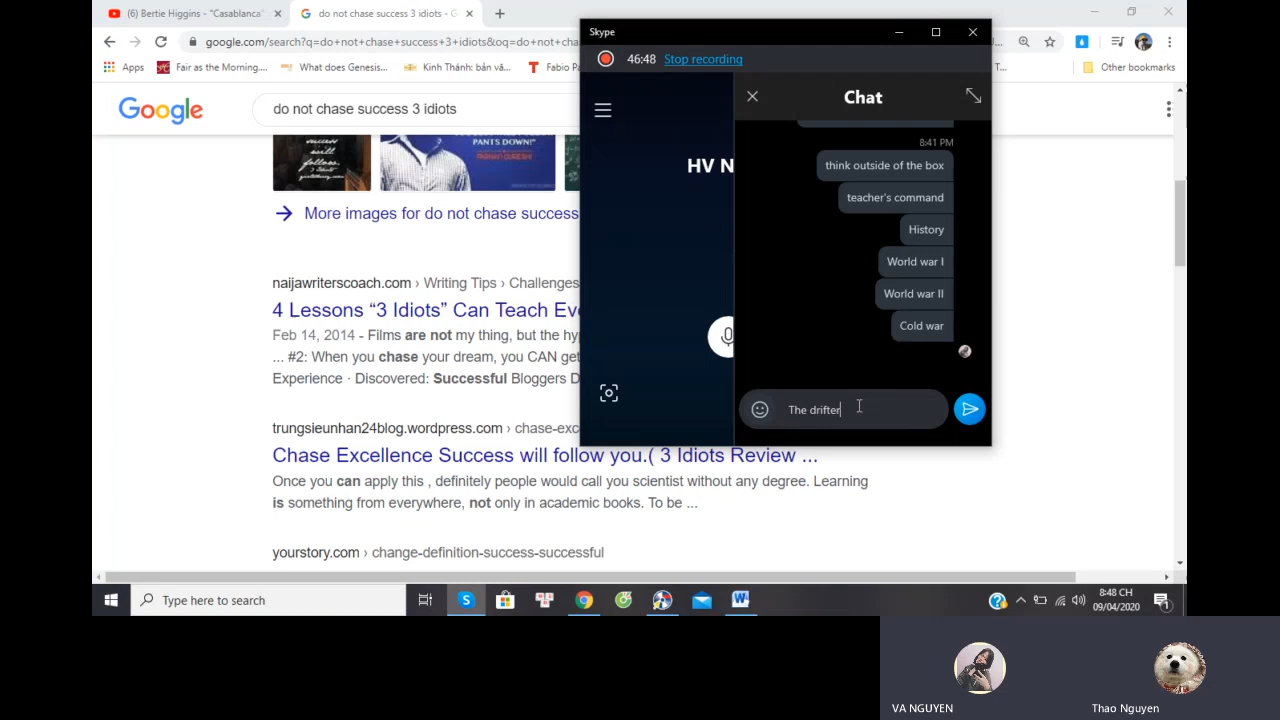 (6) Bertie Higgins - "Casablanca"
do not chase success 3 idiots - G
google.com/search?q=do+not+chase+success+3+idiots&oq=do+not+cha
Apps
Fair as the Morning....
What does Genesis...
Kinh Thánh: bản vă...
Fabio P
T...
Other bookmarks
Google
do not chase success 3 idiots
success
will
follow.
3 Idiots
PANTS DOWN!"
More images for do not chase success
naijawriterscoach.com › Writing Tips › Challenges
4 Lessons “3 Idiots” Can Teach Ev
Feb 14, 2014 - Films are not my thing, but the hy
... #2: When you chase your dream, you CAN get
Experience · Discovered: Successful Bloggers D
trungsieunhan24blog.wordpress.com › chase-exc
Chase Excellence Success will follow you.( 3 Idiots Review ...
Once you can apply this , definitely people would call you scientist without any degree. Learning
is something from everywhere, not only in academic books. To be ...
yourstory.com › change-definition-success-successful
Skype
46:48 Stop recording
HV N
Chat
8:41 PM
think outside of the box
teacher's command
History
World war I
World war II
Cold war
The drifter
Type here to search
8:48 CH
09/04/2020
VA NGUYEN
Thao Nguyen